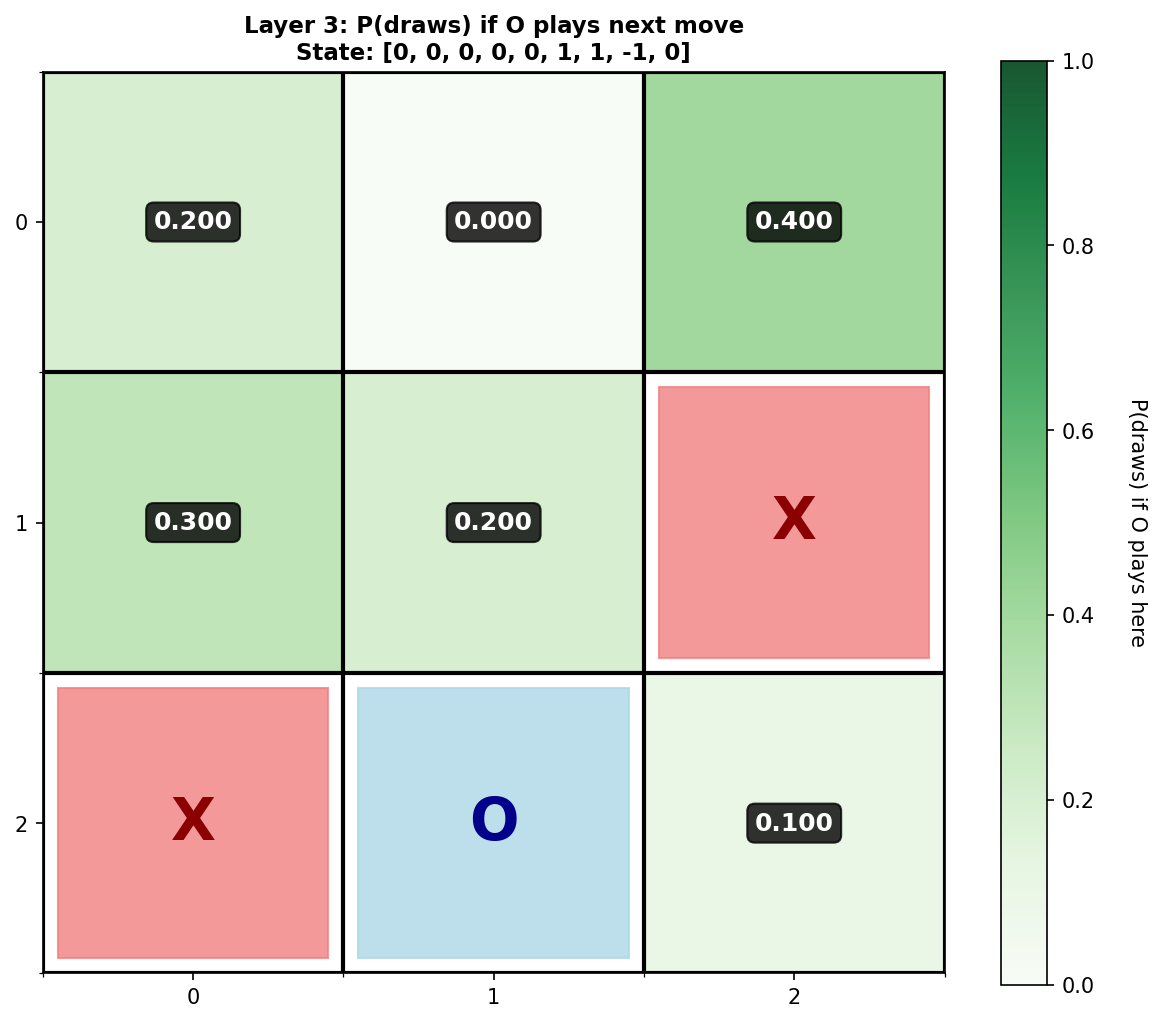 Layer 3: P(draws) if O plays next move
State: [0, 0, 0, 0, 0, 1, 1, -1, 0]
0.200 0.000 0.400
0.300 0.200 X
X O 0.100
0
1
2
0 1 2
1.0
0.8
0.6
0.4
0.2
0.0
P(draws) if O plays here